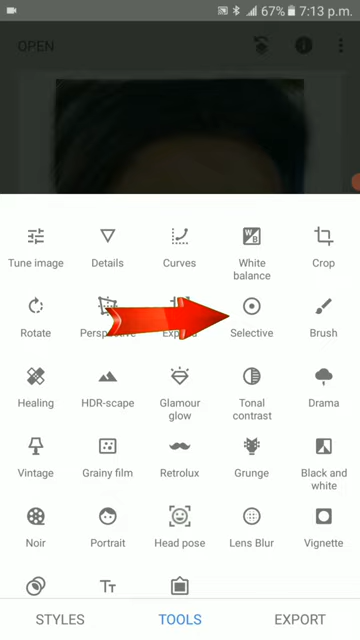 67% 7:13 p.m.
OPEN
Tune image
Details
Curves
White balance
Crop
Rotate
Selective
Brush
Healing
HDR-scape
Glamour glow
Tonal contrast
Drama
Vintage
Grainy film
Retrolux
Grunge
Black and white
Noir
Portrait
Head pose
Lens Blur
Vignette
STYLES
TOOLS
EXPORT